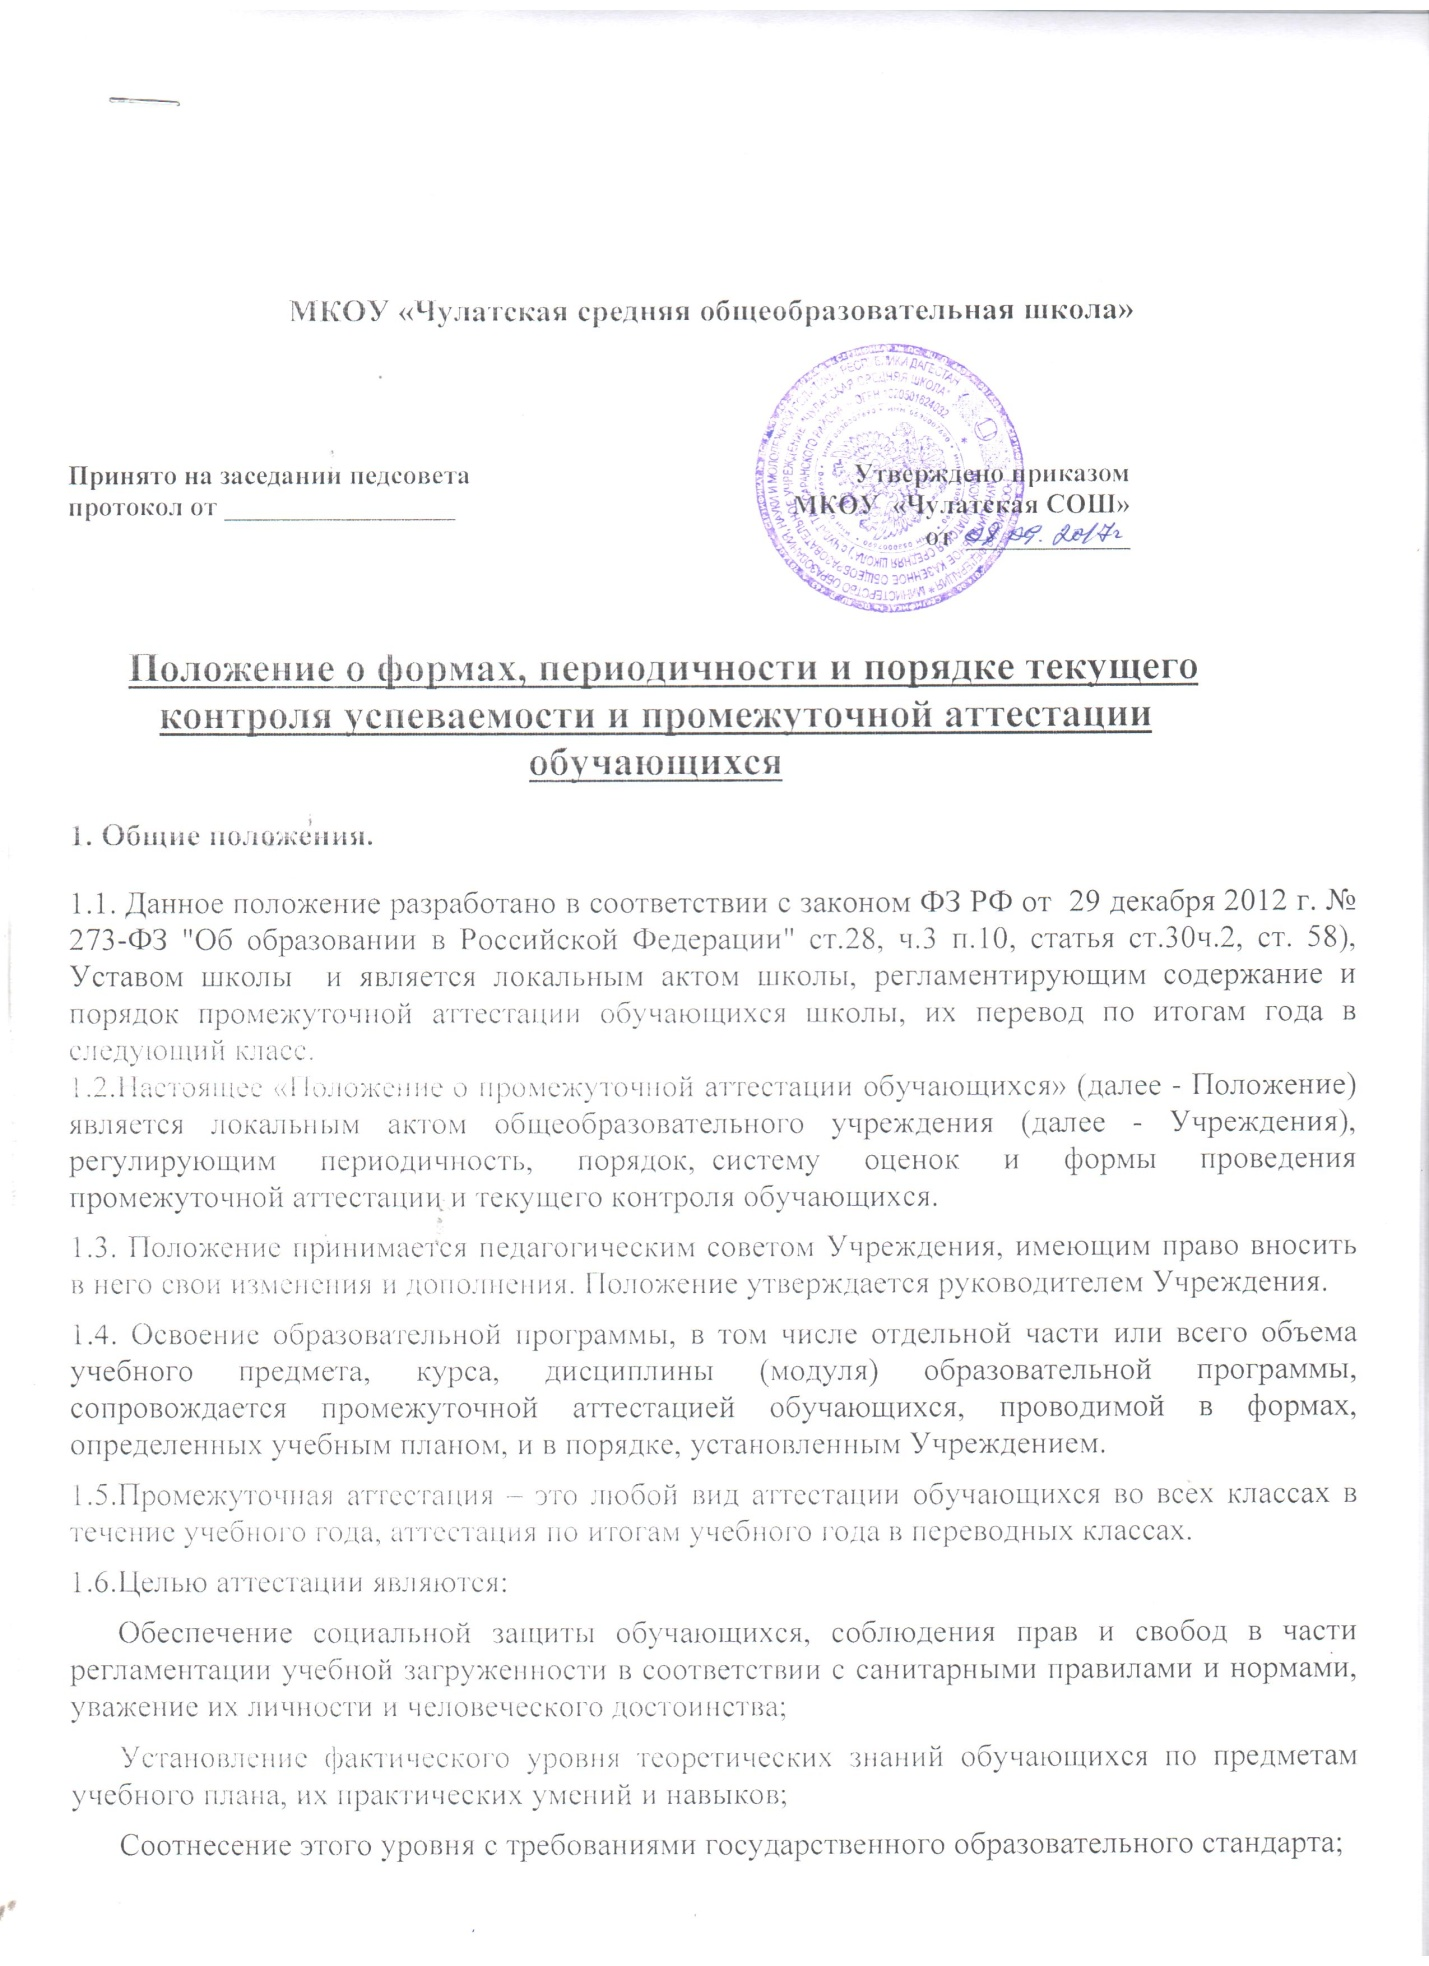 МКОУ «Чулатская средняя общеобразовательная школа»
Принято на заседании педсовета
протокол от
Утверждено приказом
МКОУ «Чулатская СОШ»
от 09. 2017г
Положение о формах, периодичности и порядке текущего
контроля успеваемости и промежуточной аттестации
обучающихся
1. Общие положения.
1.1. Данное положение разработано в соответствии с законом ФЗ РФ от 29 декабря 2012 г. №
273-ФЗ "Об образовании в Российской Федерации" ст.28, ч.3 п.10, статья ст.30ч.2, ст. 58),
Уставом школы и является локальным актом школы, регламентирующим содержание и
порядок промежуточной аттестации обучающихся школы, их перевод по итогам года в
следующий класс.
1.2.Настоящее «Положение о промежуточной аттестации обучающихся» (далее - Положение)
является локальным актом общеобразовательного учреждения (далее - Учреждения),
регулирующим периодичность, порядок, систему оценок и формы проведения
промежуточной аттестации и текущего контроля обучающихся.
1.3. Положение принимается педагогическим советом Учреждения, имеющим право вносить
в него свои изменения и дополнения. Положение утверждается руководителем Учреждения.
1.4. Освоение образовательной программы, в том числе отдельной части или всего объема
учебного предмета, курса, дисциплины (модуля) образовательной программы,
сопровождается промежуточной аттестацией обучающихся, проводимой в формах,
определенных учебным планом, и в порядке, установленным Учреждением.
1.5.Промежуточная аттестация – это любой вид аттестации обучающихся во всех классах в
течение учебного года, аттестация по итогам учебного года в переводных классах.
1.6.Целью аттестации являются:
Обеспечение социальной защиты обучающихся, соблюдения прав и свобод в части
регламентации учебной загруженности в соответствии с санитарными правилами и нормами,
уважение их личности и человеческого достоинства;
Установление фактического уровня теоретических знаний обучающихся по предметам
учебного плана, их практических умений и навыков;
Соотнесение этого уровня с требованиями государственного образовательного стандарта;